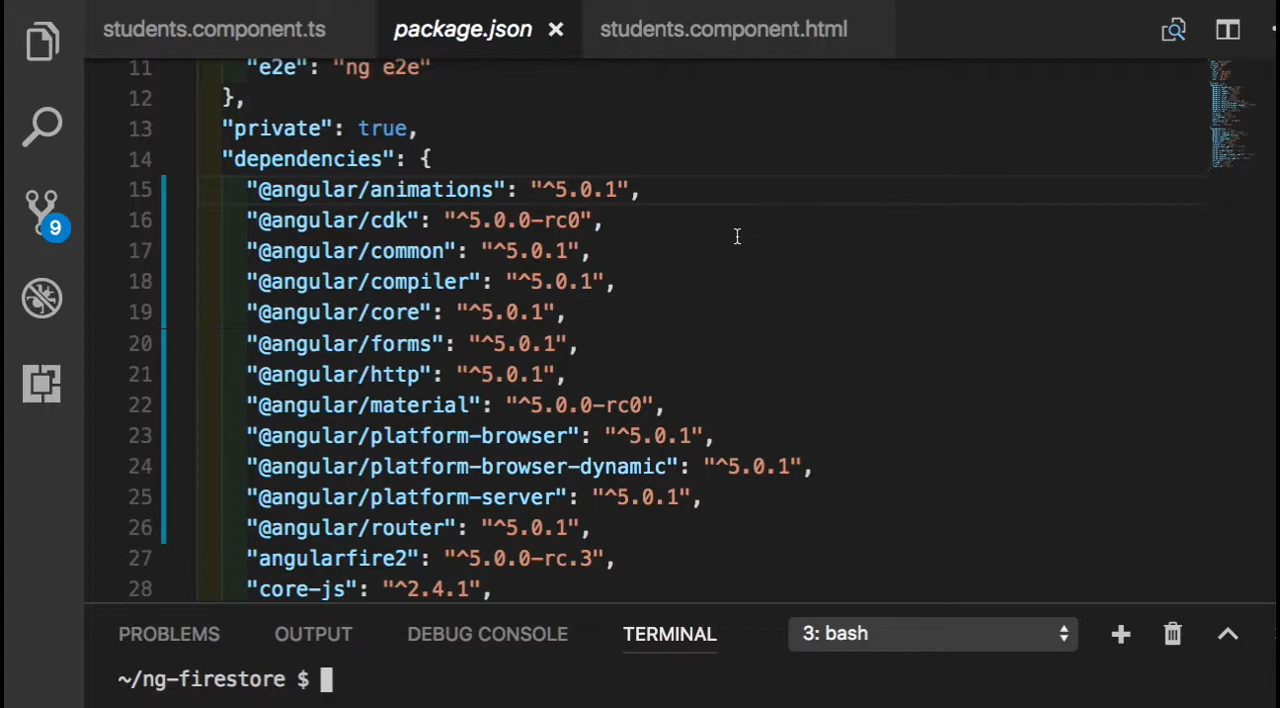 students.component.ts package.json × students.component.html
11 "e2e": "ng e2e"
12 },
13 "private": true,
14 "dependencies": {
15 "@angular/animations": "^5.0.1",
16 "@angular/cdk": "^5.0.0-rc0",
17 "@angular/common": "^5.0.1",
18 "@angular/compiler": "^5.0.1",
19 "@angular/core": "^5.0.1",
20 "@angular/forms": "^5.0.1",
21 "@angular/http": "^5.0.1",
22 "@angular/material": "^5.0.0-rc0",
23 "@angular/platform-browser": "^5.0.1",
24 "@angular/platform-browser-dynamic": "^5.0.1",
25 "@angular/platform-server": "^5.0.1",
26 "@angular/router": "^5.0.1",
27 "angularfire2": "^5.0.0-rc.3",
28 "core-js": "^2.4.1",
9
PROBLEMS OUTPUT DEBUG CONSOLE TERMINAL 3: bash
~/ng-firestore $